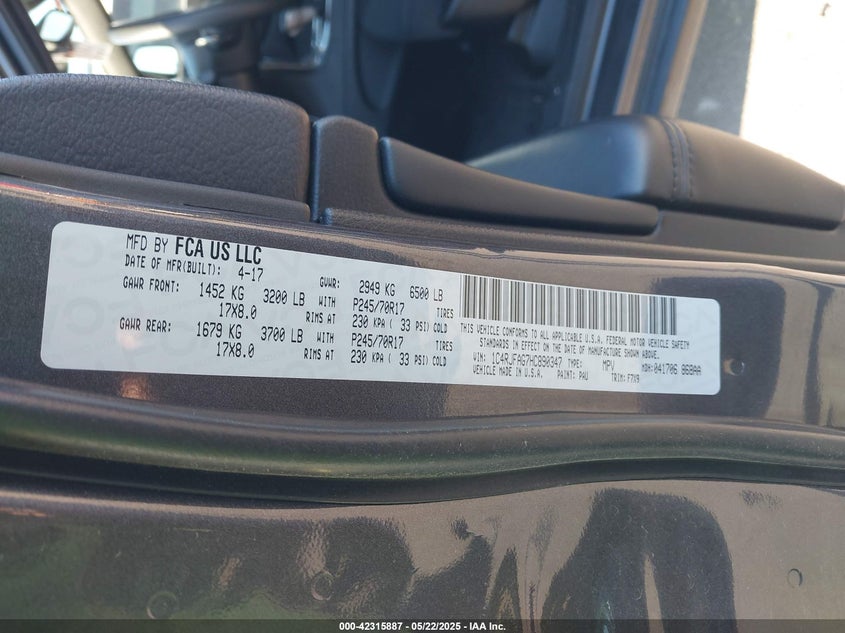 MFD BY FCA US LLC
DATE OF MFR(BUILT): 4-17 GVWR: 2949 KG 6500 LB
GAWR FRONT: 1452 KG 3200 LB WITH P245/70R17 TIRES
17X8.0 RIMS AT 230 KPA ( 33 PSI) COLD
GAWR REAR: 1679 KG 3700 LB WITH P245/70R17 TIRES
17X8.0 RIMS AT 230 KPA ( 33 PSI) COLD
THIS VEHICLE CONFORMS TO ALL APPLICABLE U.S.A. FEDERAL MOTOR VEHICLE SAFETY
STANDARDS IN EFFECT ON THE DATE OF MANUFACTURE SHOWN ABOVE.
VIN: 1C4RJFAG7HC890347 TYPE: MPV MDH: 041706 868AA
VEHICLE MADE IN U.S.A. PAINT: PAU TRIM: F7X9
000-42315887 - 05/22/2025 - IAA Inc.